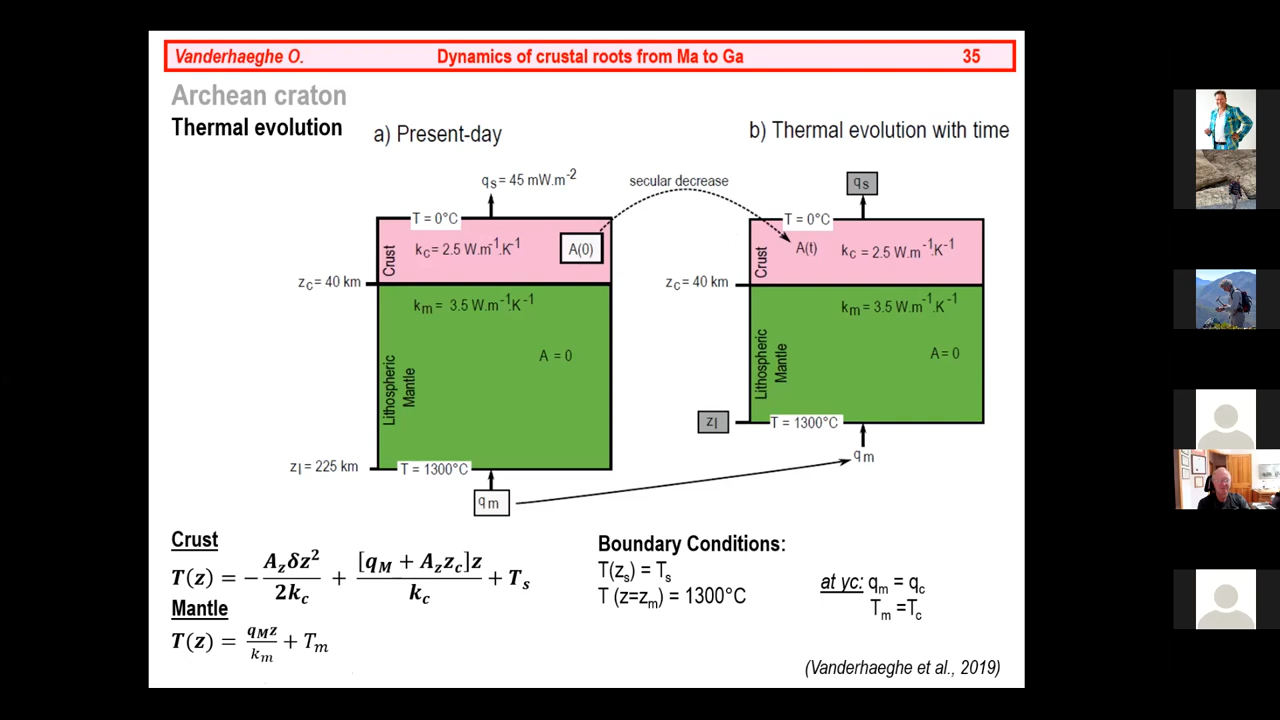 Vanderhaeghe O. Dynamics of crustal roots from Ma to Ga 35
Archean craton
Thermal evolution
a) Present-day
qs = 45 mW.m-2
T = 0°C
Crust
kc = 2.5 W.m-1.K-1
A(0)
zc = 40 km
km = 3.5 W.m-1.K-1
A = 0
Lithospheric
Mantle
zl = 225 km
T = 1300°C
qm
secular decrease
b) Thermal evolution with time
qs
T = 0°C
Crust
A(t)
kc = 2.5 W.m-1.K-1
zc = 40 km
km = 3.5 W.m-1.K-1
A = 0
Lithospheric
Mantle
zl
T = 1300°C
qm
Crust
T(z) = − Azδz²/2kc + [qM + Azzc]z/kc + Ts
Mantle
T(z) = qMz/km + Tm
Boundary Conditions:
T(zs) = Ts
T (z=zm) = 1300°C
at yc: qm = qc
Tm =Tc
(Vanderhaeghe et al., 2019)